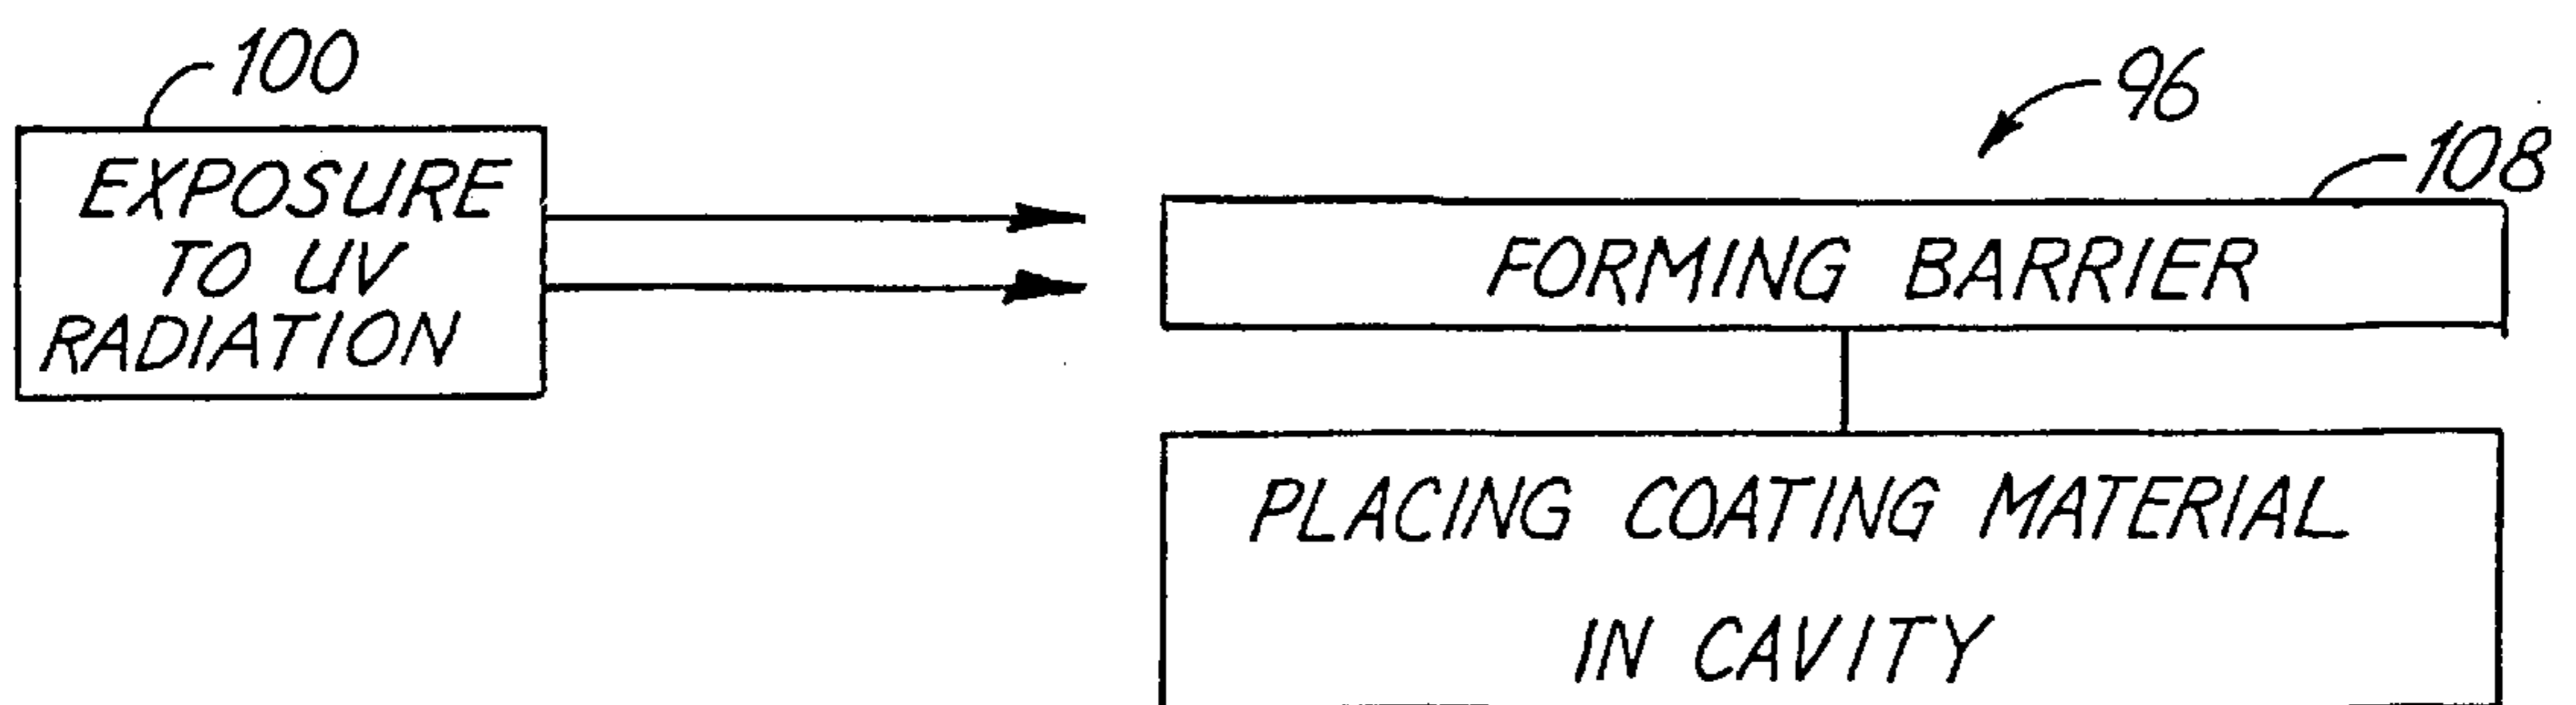 100
EXPOSURE
TO UV
RADIATION
96
108
FORMING BARRIER
PLACING COATING MATERIAL
IN CAVITY